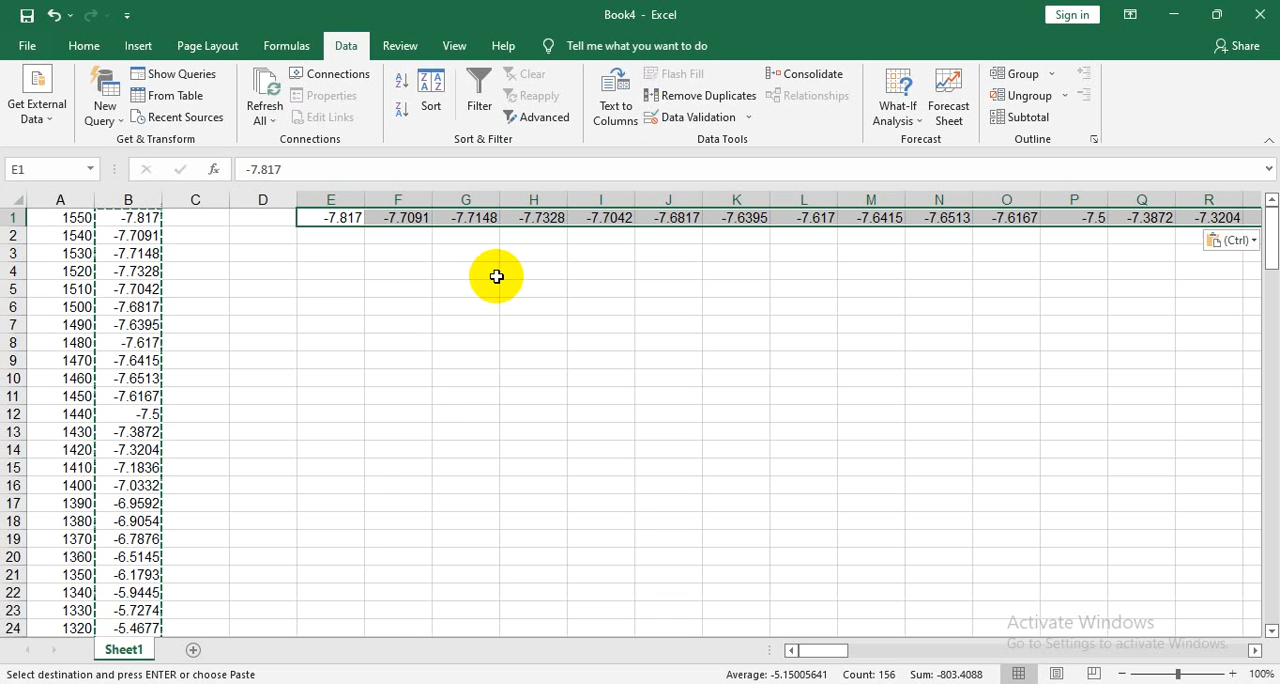 Book4 - Excel
Sign in
File Home Insert Page Layout Formulas Data Review View Help Tell me what you want to do Share
Get External Data
New Query
Show Queries
From Table
Recent Sources
Get & Transform
Refresh All
Connections
Properties
Edit Links
Connections
Sort
Filter
Clear
Reapply
Advanced
Sort & Filter
Text to Columns
Flash Fill
Remove Duplicates
Data Validation
Consolidate
Relationships
Data Tools
What-If Analysis
Forecast Sheet
Forecast
Group
Ungroup
Subtotal
Outline
E1 fx -7.817
A B C D E F G H I J K L M N O P Q R
1 1550 -7.817 -7.817 -7.7091 -7.7148 -7.7328 -7.7042 -7.6817 -7.6395 -7.617 -7.6415 -7.6513 -7.6167 -7.5 -7.3872 -7.3204
2 1540 -7.7091 (Ctrl)
3 1530 -7.7148
4 1520 -7.7328
5 1510 -7.7042
6 1500 -7.6817
7 1490 -7.6395
8 1480 -7.617
9 1470 -7.6415
10 1460 -7.6513
11 1450 -7.6167
12 1440 -7.5
13 1430 -7.3872
14 1420 -7.3204
15 1410 -7.1836
16 1400 -7.0332
17 1390 -6.9592
18 1380 -6.9054
19 1370 -6.7876
20 1360 -6.5145
21 1350 -6.1793
22 1340 -5.9445
23 1330 -5.7274
24 1320 -5.4677
Activate Windows
Go to Settings to activate Windows.
Sheet1
Select destination and press ENTER or choose Paste Average: -5.15005641 Count: 156 Sum: -803.4088 100%